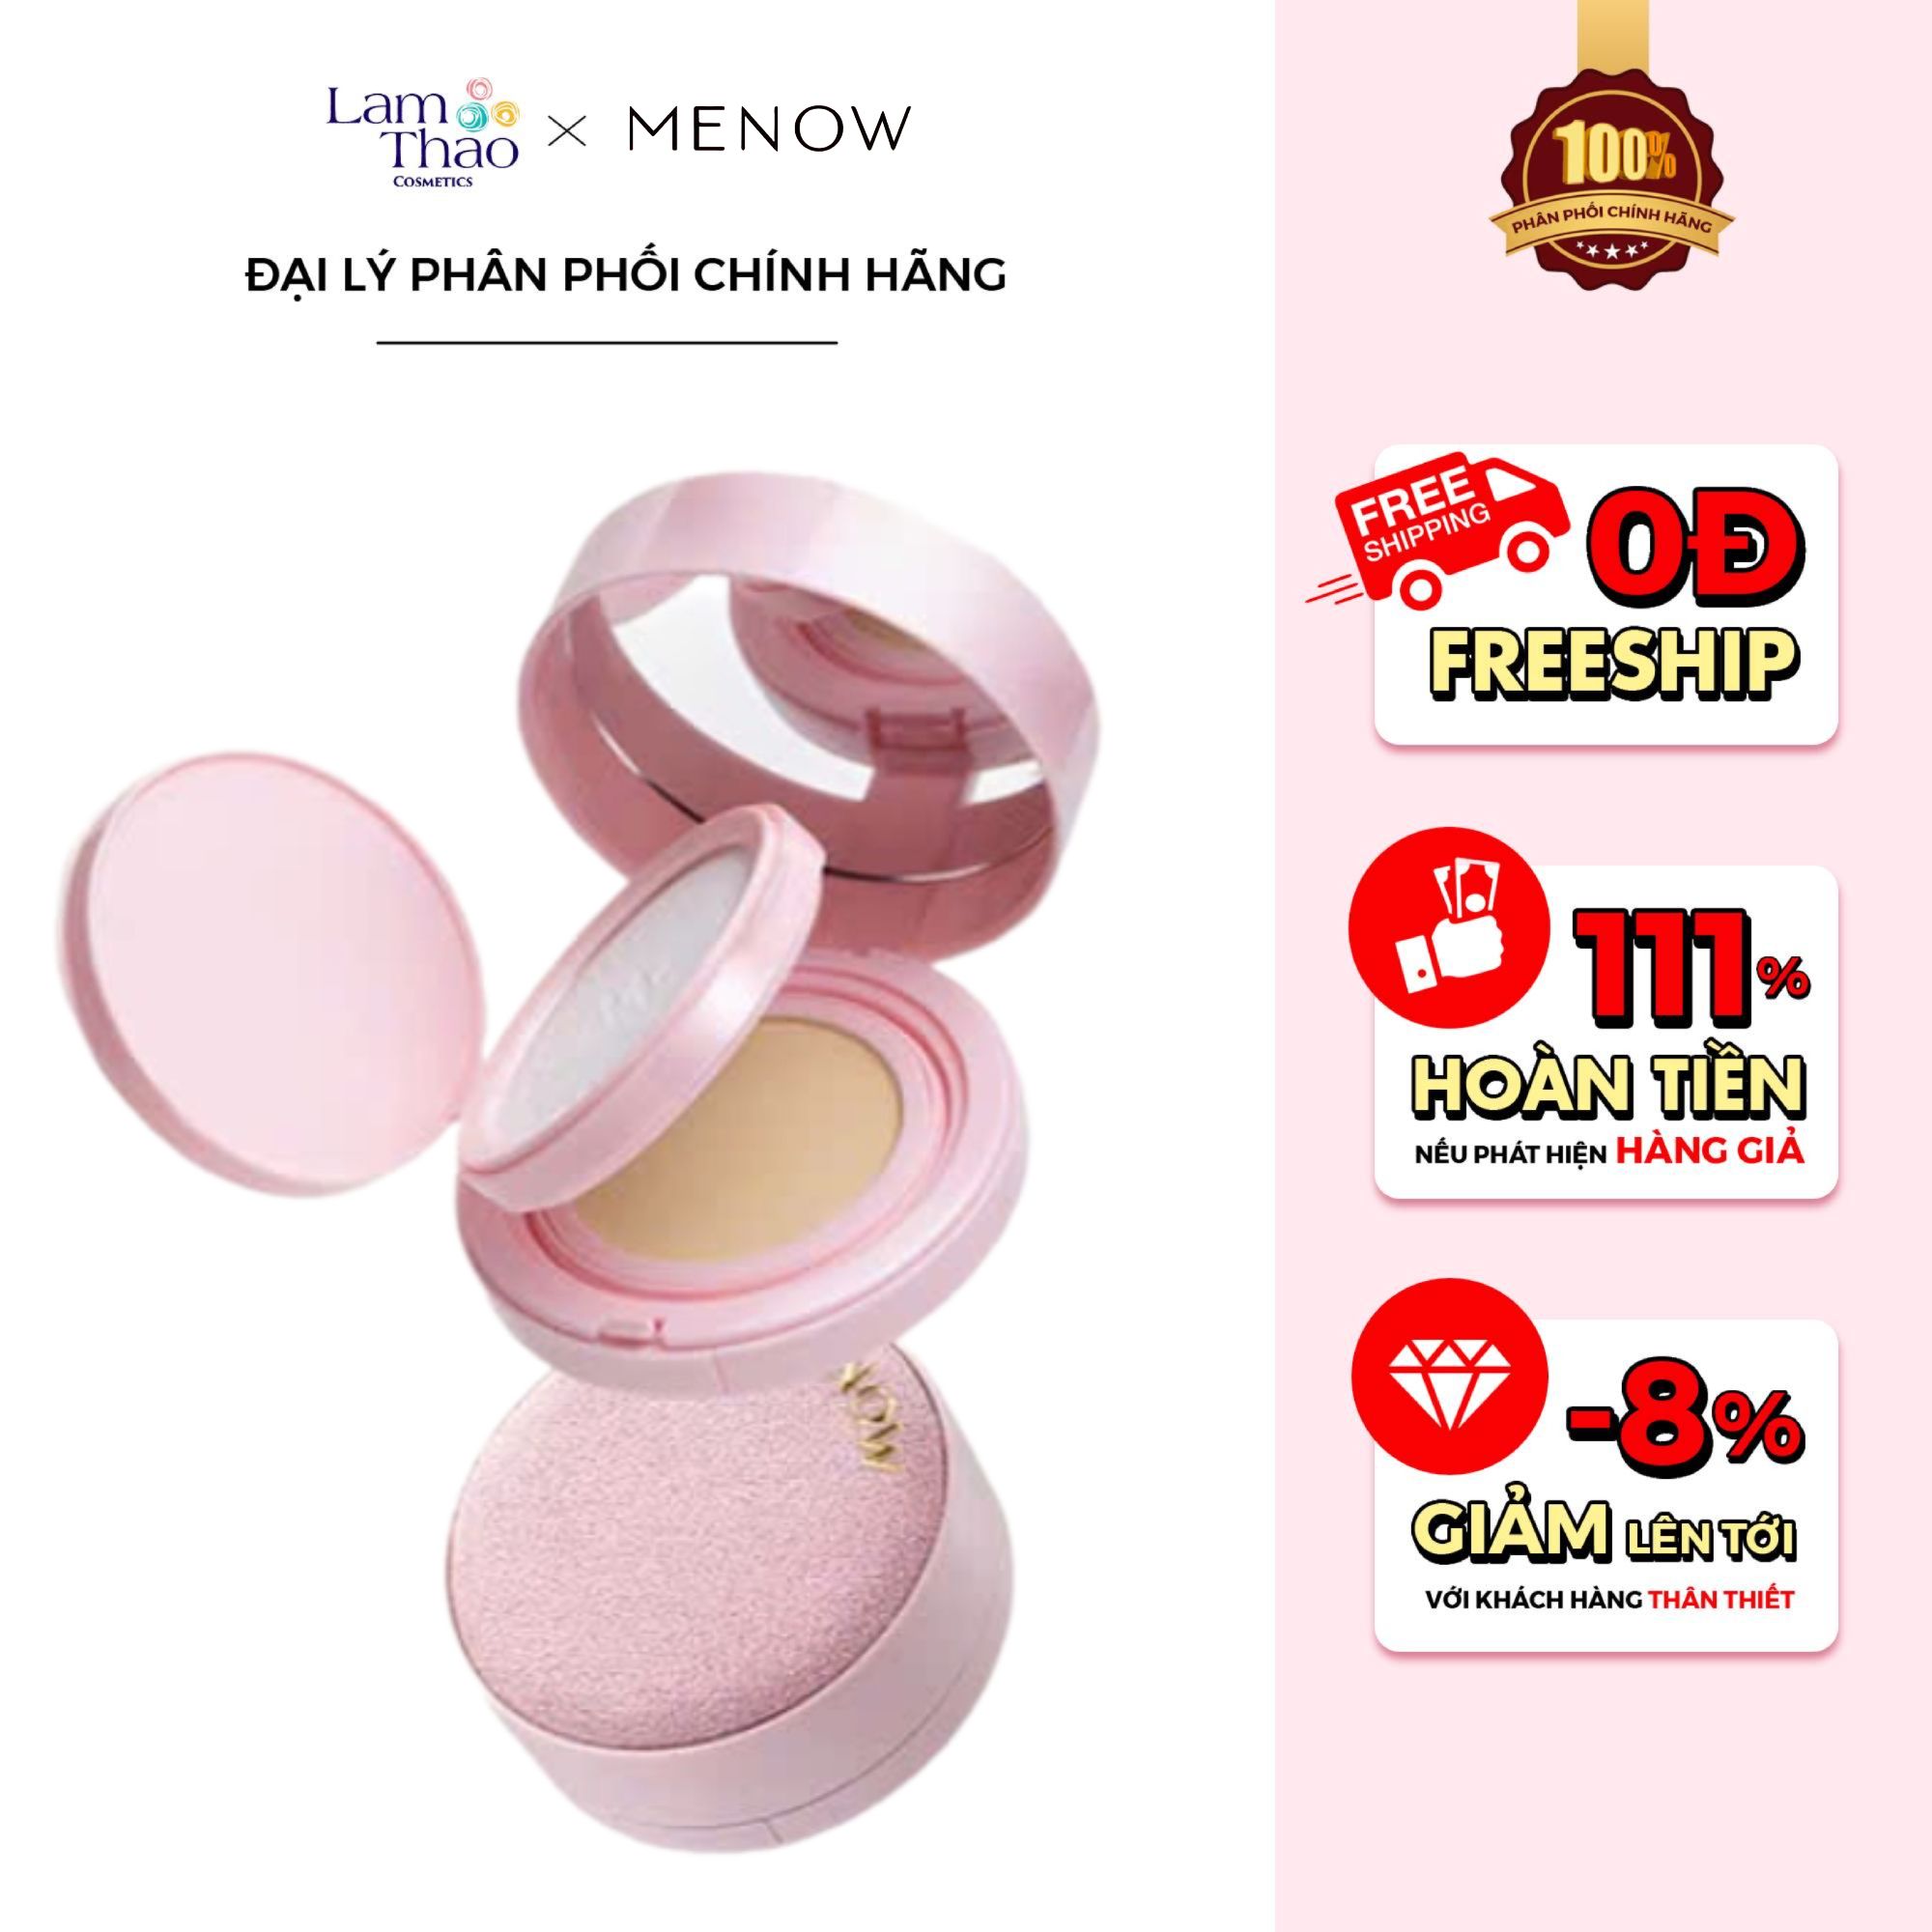 Lam Thao COSMETICS × MENOW
ĐẠI LÝ PHÂN PHỐI CHÍNH HÃNG
100%
PHÂN PHỐI CHÍNH HÃNG
FREE
SHIPPING
0Đ
FREESHIP
111%
HOÀN TIỀN
NẾU PHÁT HIỆN HÀNG GIẢ
-8%
GIẢM LÊN TỚI
VỚI KHÁCH HÀNG THÂN THIẾT
NOW